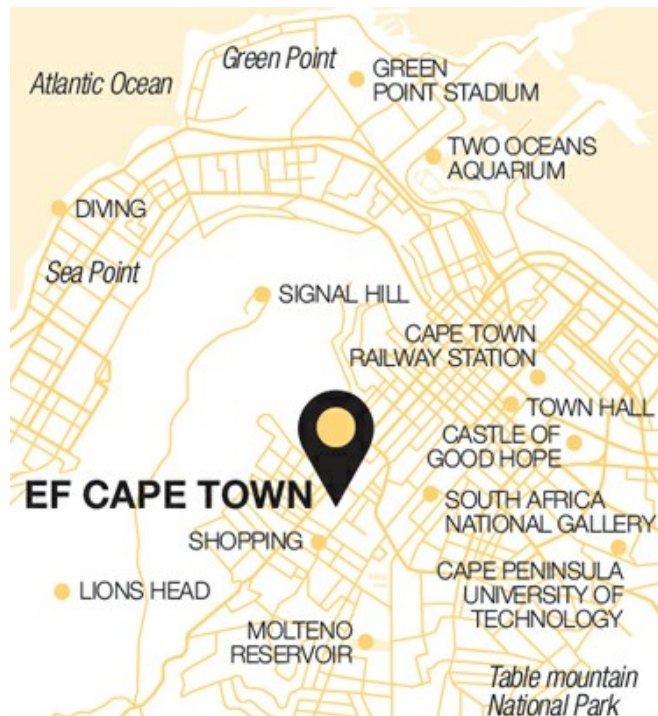 Green Point
Atlantic Ocean
GREEN
POINT STADIUM
TWO OCEANS
AQUARIUM
DIVING
Sea Point
SIGNAL HILL
CAPE TOWN
RAILWAY STATION
TOWN HALL
CASTLE OF
GOOD HOPE
EF CAPE TOWN
SOUTH AFRICA
NATIONAL GALLERY
SHOPPING
CAPE PENINSULA
UNIVERSITY OF
TECHNOLOGY
LIONS HEAD
MOLTENO
RESERVOIR
Table mountain
National Park